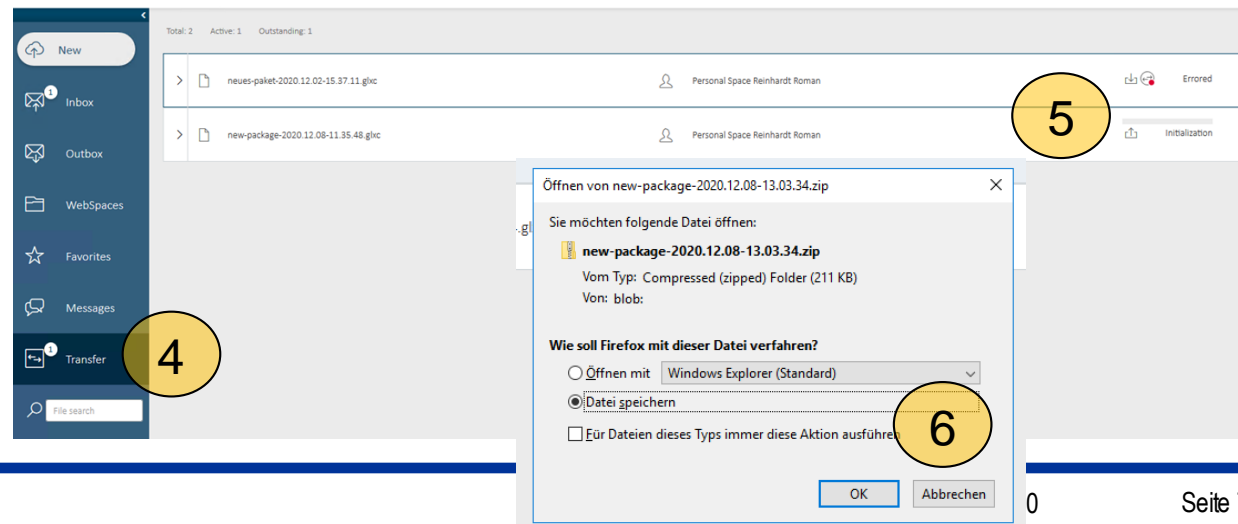 Total: 2 Active: 1 Outstanding: 1
New
neues-paket-2020.12.02-15.37.11.glxc Personal Space Reinhardt Roman Errored
1
Inbox
5
new-package-2020.12.08-11.35.48.glxc Personal Space Reinhardt Roman Initialization
Outbox
WebSpaces
Favorites
Messages
1
Transfer
4
File search
.gl
Öffnen von new-package-2020.12.08-13.03.34.zip
Sie möchten folgende Datei öffnen:
new-package-2020.12.08-13.03.34.zip
Vom Typ: Compressed (zipped) Folder (211 KB)
Von: blob:
Wie soll Firefox mit dieser Datei verfahren?
Öffnen mit Windows Explorer (Standard)
Datei speichern
Für Dateien dieses Typs immer diese Aktion ausführen
6
OK Abbrechen
0 Seite